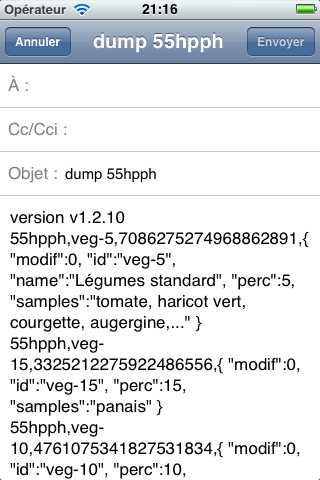 Opérateur 21:16
Annuler dump 55hpph Envoyer
À :
Cc/Cci :
Objet : dump 55hpph
version v1.2.10
55hpph,veg-5,7086275274968862891,{
"modif":0, "id":"veg-5",
"name":"Légumes standard", "perc":5,
"samples":"tomate, haricot vert,
courgette, augergine,..." }
55hpph,veg-
15,3325212275922486556,{ "modif":0,
"id":"veg-15", "perc":15,
"samples":"panais" }
55hpph,veg-
10,4761075341827531834,{ "modif":0,
"id":"veg-10", "perc":10,